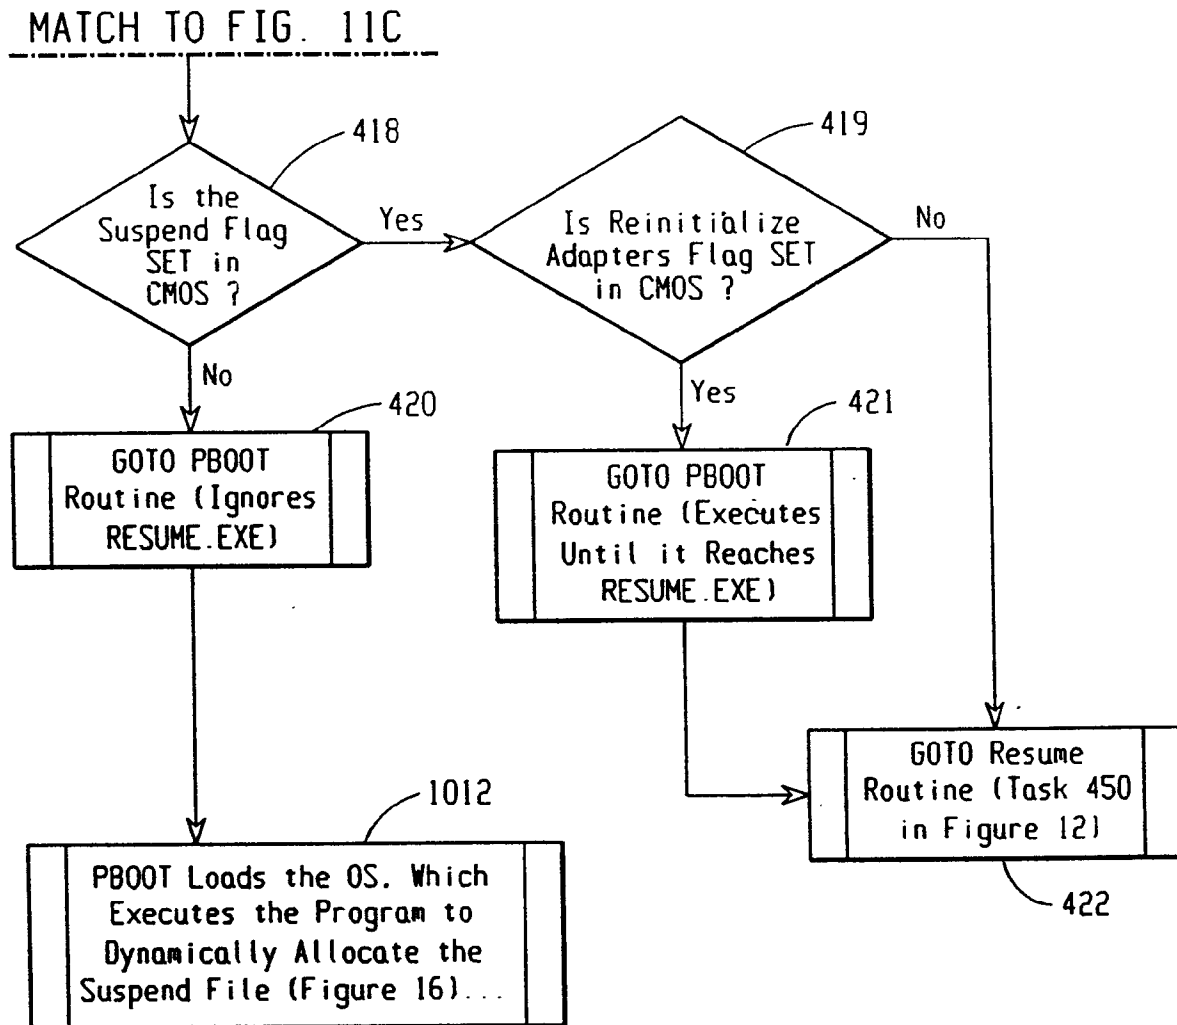 MATCH TO FIG. 11C
418
Is the
Suspend Flag
SET in
CMOS ?
Yes
No
419
Is Reinitialize
Adapters Flag SET
in CMOS ?
No
Yes
420
GOTO PBOOT
Routine (Ignores
RESUME.EXE)
421
GOTO PBOOT
Routine (Executes
Until it Reaches
RESUME.EXE)
GOTO Resume
Routine (Task 450
in Figure 12)
422
1012
PBOOT Loads the OS. Which
Executes the Program to
Dynamically Allocate the
Suspend File (Figure 16)...